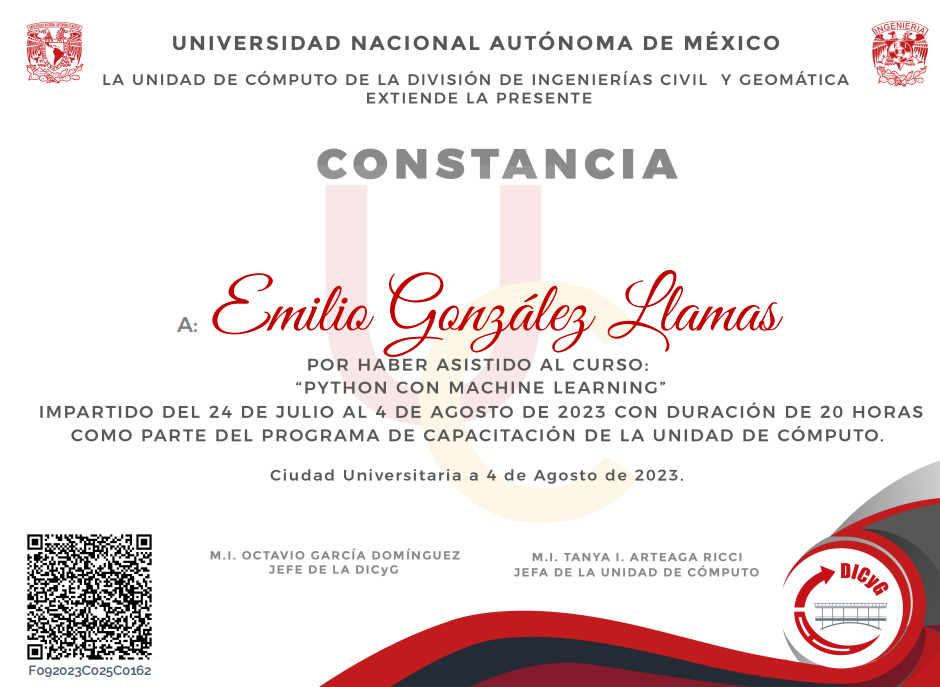 UNIVERSIDAD NACIONAL AUTÓNOMA DE MÉXICO
LA UNIDAD DE CÓMPUTO DE LA DIVISIÓN DE INGENIERÍAS CIVIL Y GEOMÁTICA
EXTIENDE LA PRESENTE
INGENIERIA
CONSTANCIA
UC
A: Emilio González Llamas
POR HABER ASISTIDO AL CURSO:
“PYTHON CON MACHINE LEARNING”
IMPARTIDO DEL 24 DE JULIO AL 4 DE AGOSTO DE 2023 CON DURACIÓN DE 20 HORAS
COMO PARTE DEL PROGRAMA DE CAPACITACIÓN DE LA UNIDAD DE CÓMPUTO.
Ciudad Universitaria a 4 de Agosto de 2023.
M.I. OCTAVIO GARCÍA DOMÍNGUEZ
JEFE DE LA DICyG
M.I. TANYA I. ARTEAGA RICCI
JEFA DE LA UNIDAD DE CÓMPUTO
DICyG
F092023C025C0162